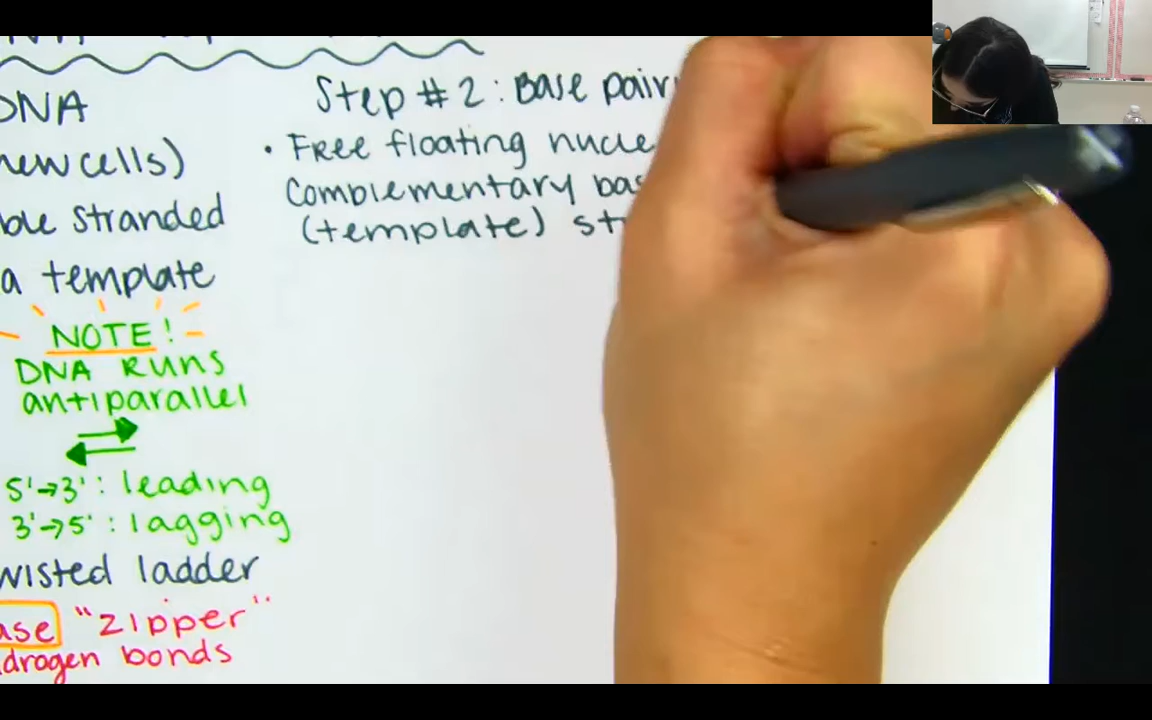 DNA
new cells)
ble stranded
a template
NOTE!
DNA RUNS
antiparallel
5'→3': leading
3'→5': lagging
wisted ladder
ase "zipper"
drogen bonds
Step #2: Base pair
• Free floating nucle
Complementary bas
(template) st